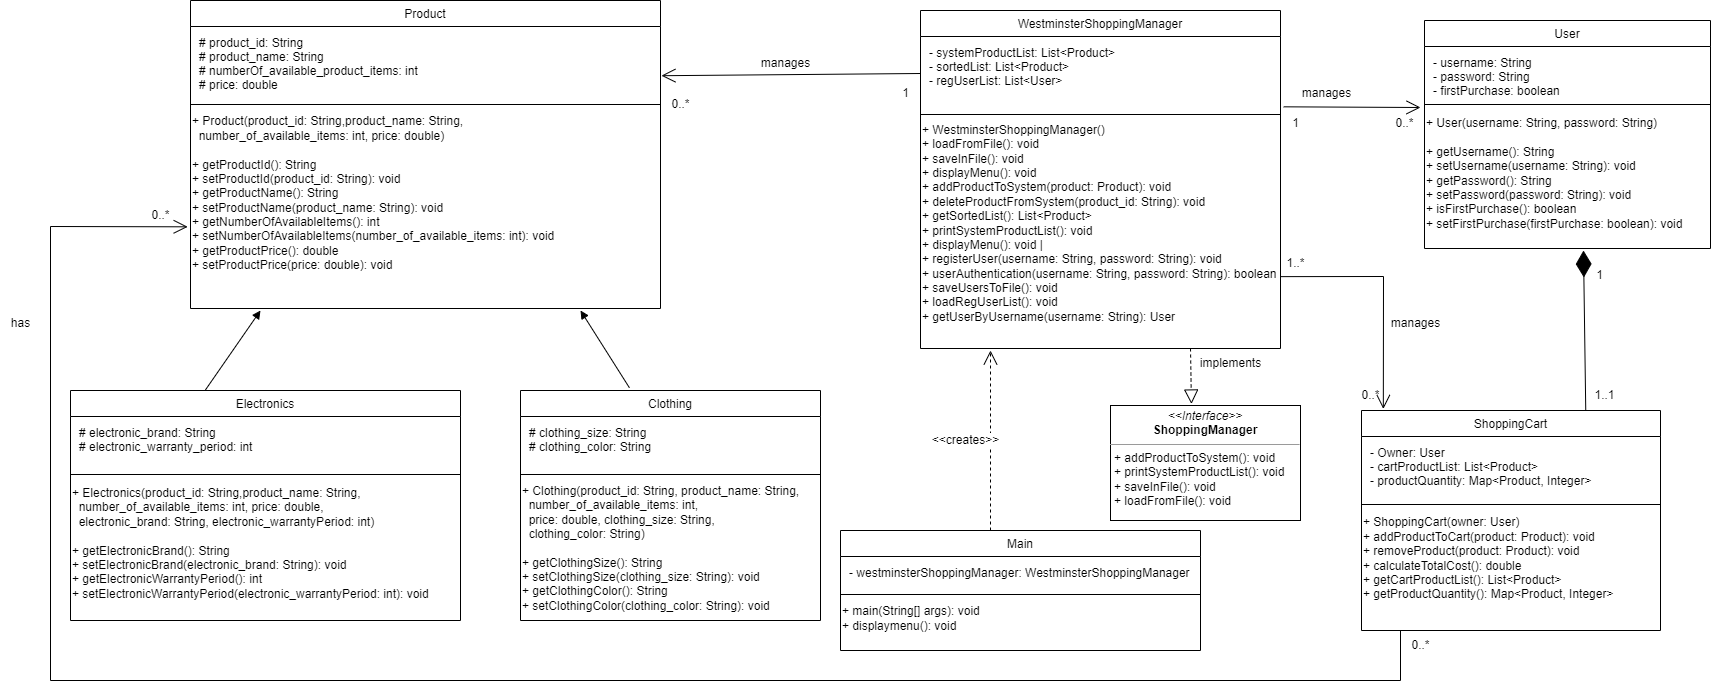 Product
# product_id: String
# product_name: String
# numberOf_available_product_items: int
# price: double
+ Product(product_id: String,product_name: String,
number_of_available_items: int, price: double)
+ getProductId(): String
+ setProductId(product_id: String): void
+ getProductName(): String
+ setProductName(product_name: String): void
+ getNumberOfAvailableItems(): int
+ setNumberOfAvailableItems(number_of_available_items: int): void
+ getProductPrice(): double
+ setProductPrice(price: double): void
manages
0..*
1
WestminsterShoppingManager
- systemProductList: List<Product>
- sortedList: List<Product>
- regUserList: List<User>
+ WestminsterShoppingManager()
+ loadFromFile(): void
+ saveInFile(): void
+ displayMenu(): void
+ addProductToSystem(product: Product): void
+ deleteProductFromSystem(product_id: String): void
+ getSortedList(): List<Product>
+ printSystemProductList(): void
+ displayMenu(): void |
+ registerUser(username: String, password: String): void
+ userAuthentication(username: String, password: String): boolean
+ saveUsersToFile(): void
+ loadRegUserList(): void
+ getUserByUsername(username: String): User
manages
1
0..*
User
- username: String
- password: String
- firstPurchase: boolean
+ User(username: String, password: String)
+ getUsername(): String
+ setUsername(username: String): void
+ getPassword(): String
+ setPassword(password: String): void
+ isFirstPurchase(): boolean
+ setFirstPurchase(firstPurchase: boolean): void
0..*
has
1..*
manages
0..*
1
1..1
implements
<<creates>>
Electronics
# electronic_brand: String
# electronic_warranty_period: int
+ Electronics(product_id: String,product_name: String,
number_of_available_items: int, price: double,
electronic_brand: String, electronic_warrantyPeriod: int)
+ getElectronicBrand(): String
+ setElectronicBrand(electronic_brand: String): void
+ getElectronicWarrantyPeriod(): int
+ setElectronicWarrantyPeriod(electronic_warrantyPeriod: int): void
Clothing
# clothing_size: String
# clothing_color: String
+ Clothing(product_id: String, product_name: String,
number_of_available_items: int,
price: double, clothing_size: String,
clothing_color: String)
+ getClothingSize(): String
+ setClothingSize(clothing_size: String): void
+ getClothingColor(): String
+ setClothingColor(clothing_color: String): void
<<Interface>>
ShoppingManager
+ addProductToSystem(): void
+ printSystemProductList(): void
+ saveInFile(): void
+ loadFromFile(): void
Main
- westminsterShoppingManager: WestminsterShoppingManager
+ main(String[] args): void
+ displaymenu(): void
ShoppingCart
- Owner: User
- cartProductList: List<Product>
- productQuantity: Map<Product, Integer>
+ ShoppingCart(owner: User)
+ addProductToCart(product: Product): void
+ removeProduct(product: Product): void
+ calculateTotalCost(): double
+ getCartProductList(): List<Product>
+ getProductQuantity(): Map<Product, Integer>
0..*